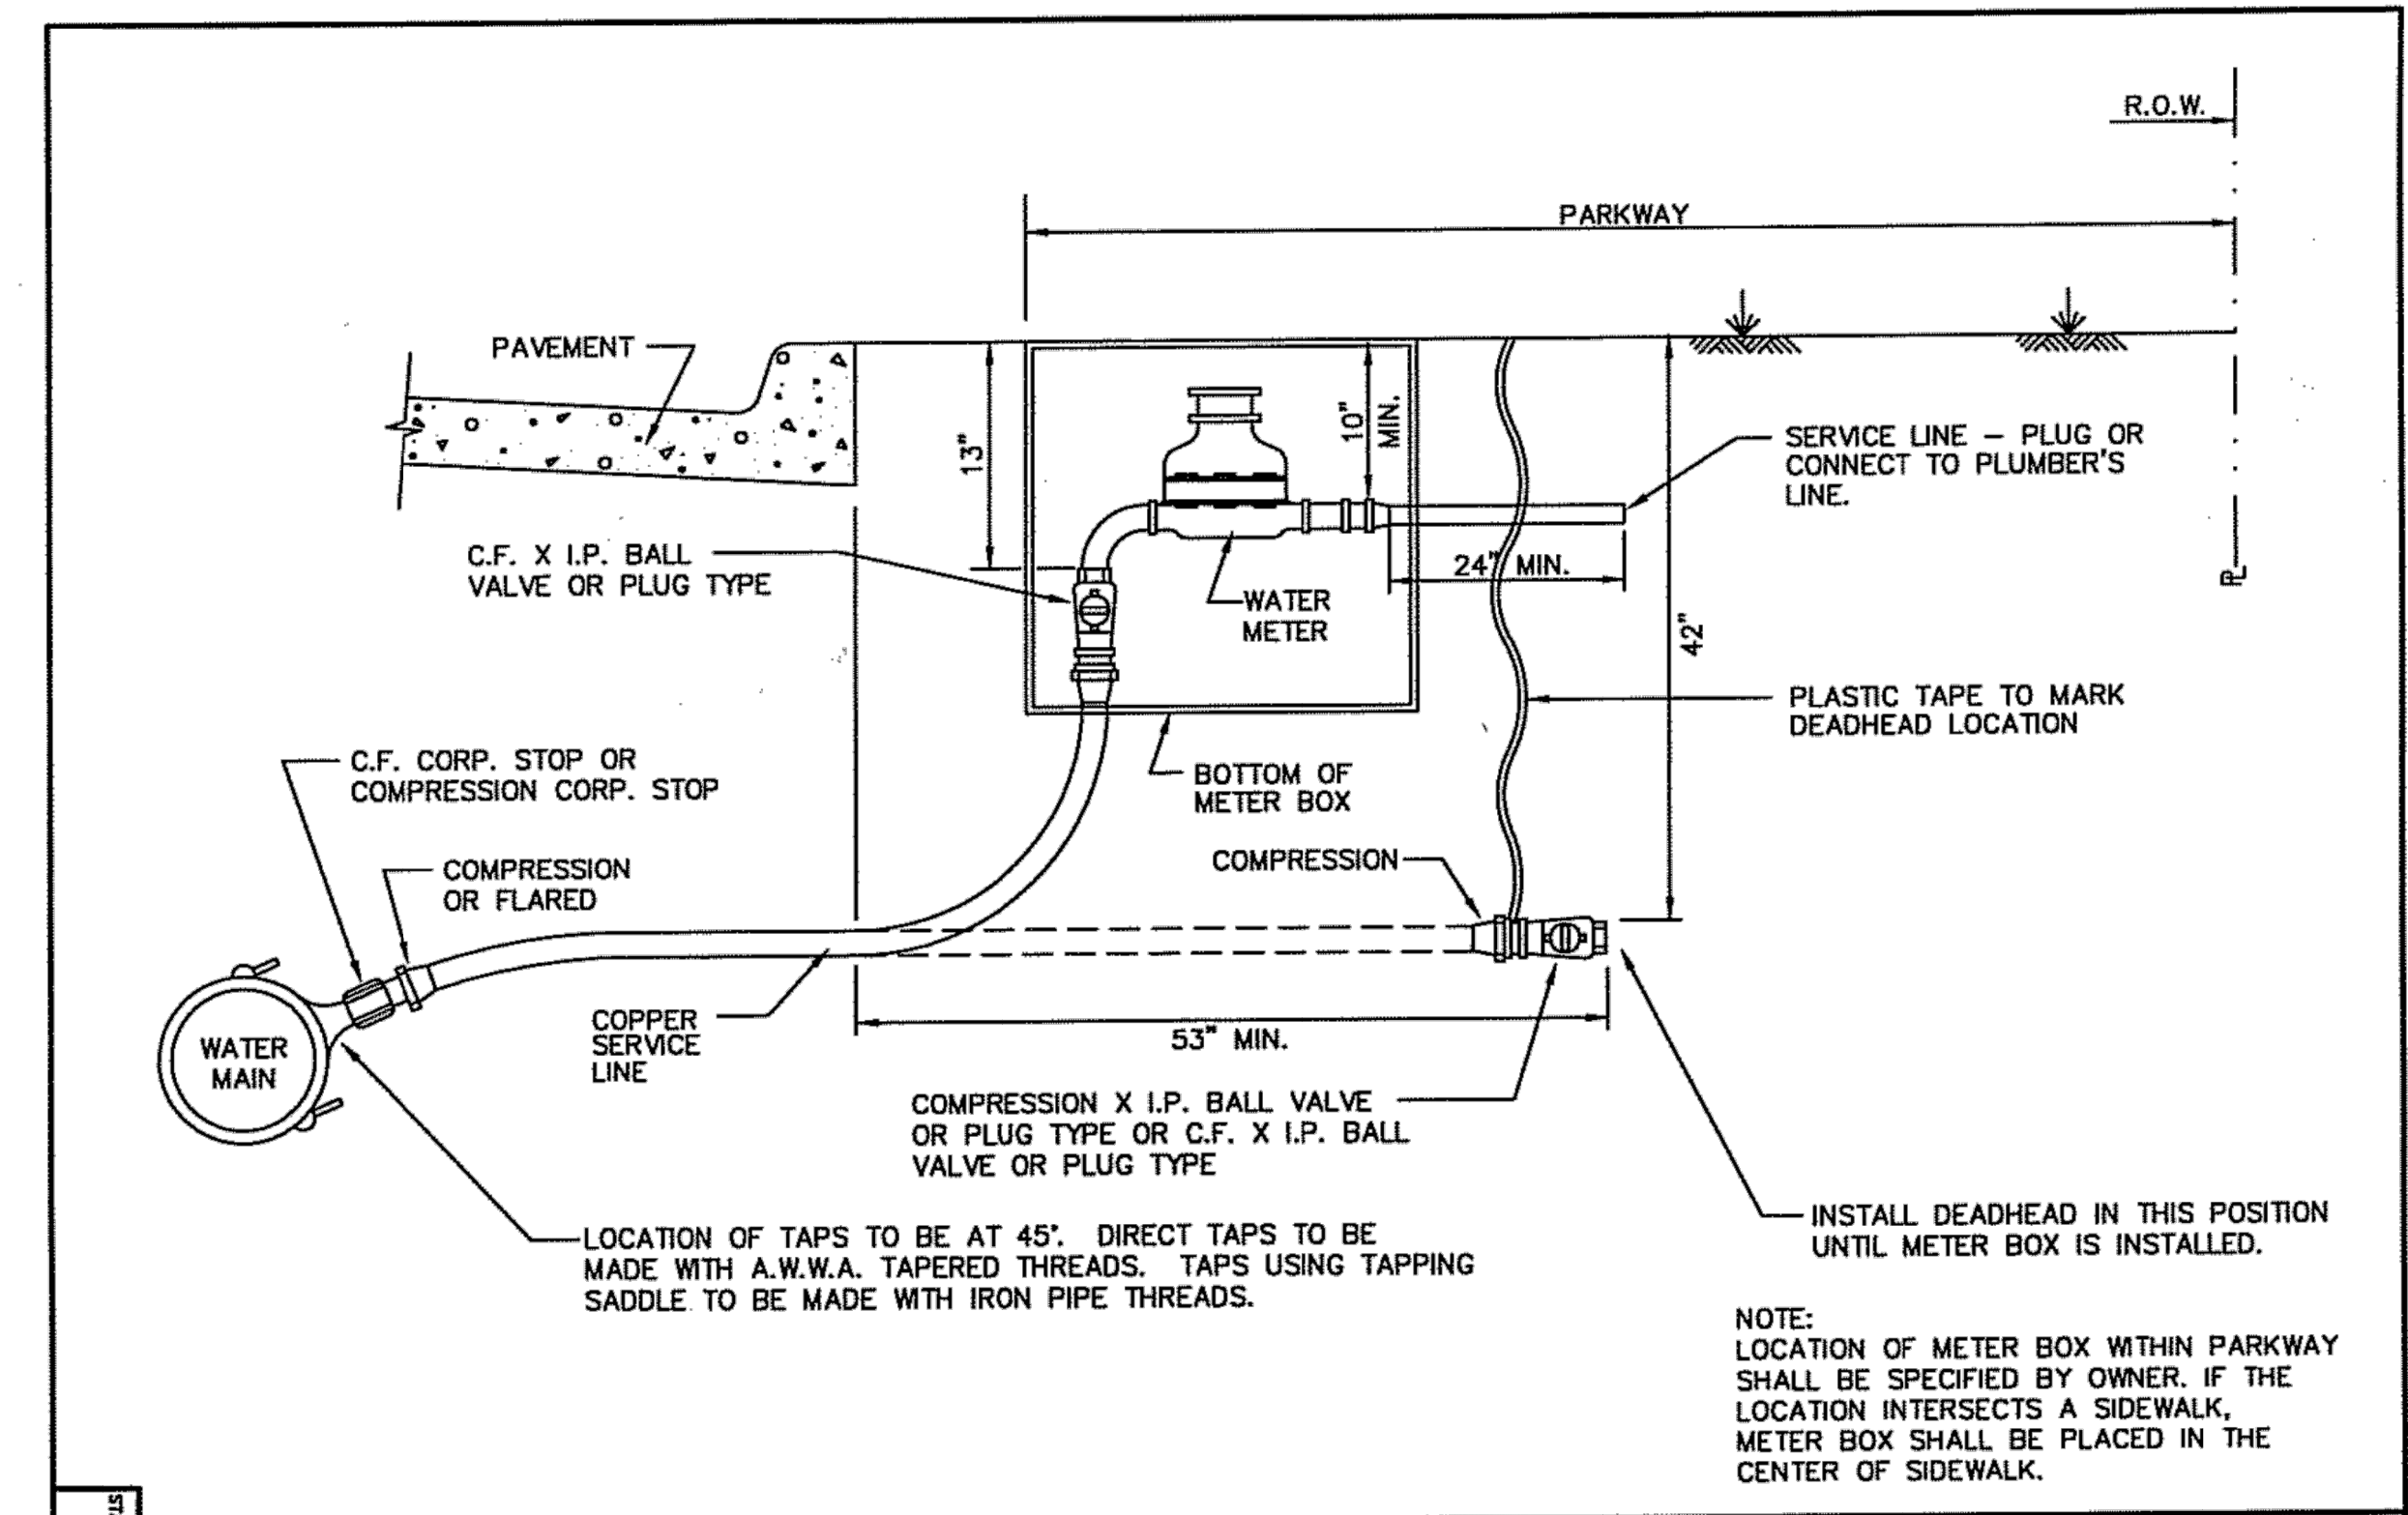 R.O.W.
PARKWAY
PAVEMENT
13"
10"
MIN.
SERVICE LINE – PLUG OR
CONNECT TO PLUMBER'S
LINE.
C.F. X I.P. BALL
VALVE OR PLUG TYPE
24" MIN.
WATER
METER
PL
42"
PLASTIC TAPE TO MARK
DEADHEAD LOCATION
C.F. CORP. STOP OR
COMPRESSION CORP. STOP
BOTTOM OF
METER BOX
COMPRESSION
OR FLARED
COMPRESSION
WATER
MAIN
COPPER
SERVICE
LINE
53" MIN.
COMPRESSION X I.P. BALL VALVE
OR PLUG TYPE OR C.F. X I.P. BALL
VALVE OR PLUG TYPE
LOCATION OF TAPS TO BE AT 45°. DIRECT TAPS TO BE
MADE WITH A.W.W.A. TAPERED THREADS. TAPS USING TAPPING
SADDLE TO BE MADE WITH IRON PIPE THREADS.
INSTALL DEADHEAD IN THIS POSITION
UNTIL METER BOX IS INSTALLED.
NOTE:
LOCATION OF METER BOX WITHIN PARKWAY
SHALL BE SPECIFIED BY OWNER. IF THE
LOCATION INTERSECTS A SIDEWALK,
METER BOX SHALL BE PLACED IN THE
CENTER OF SIDEWALK.